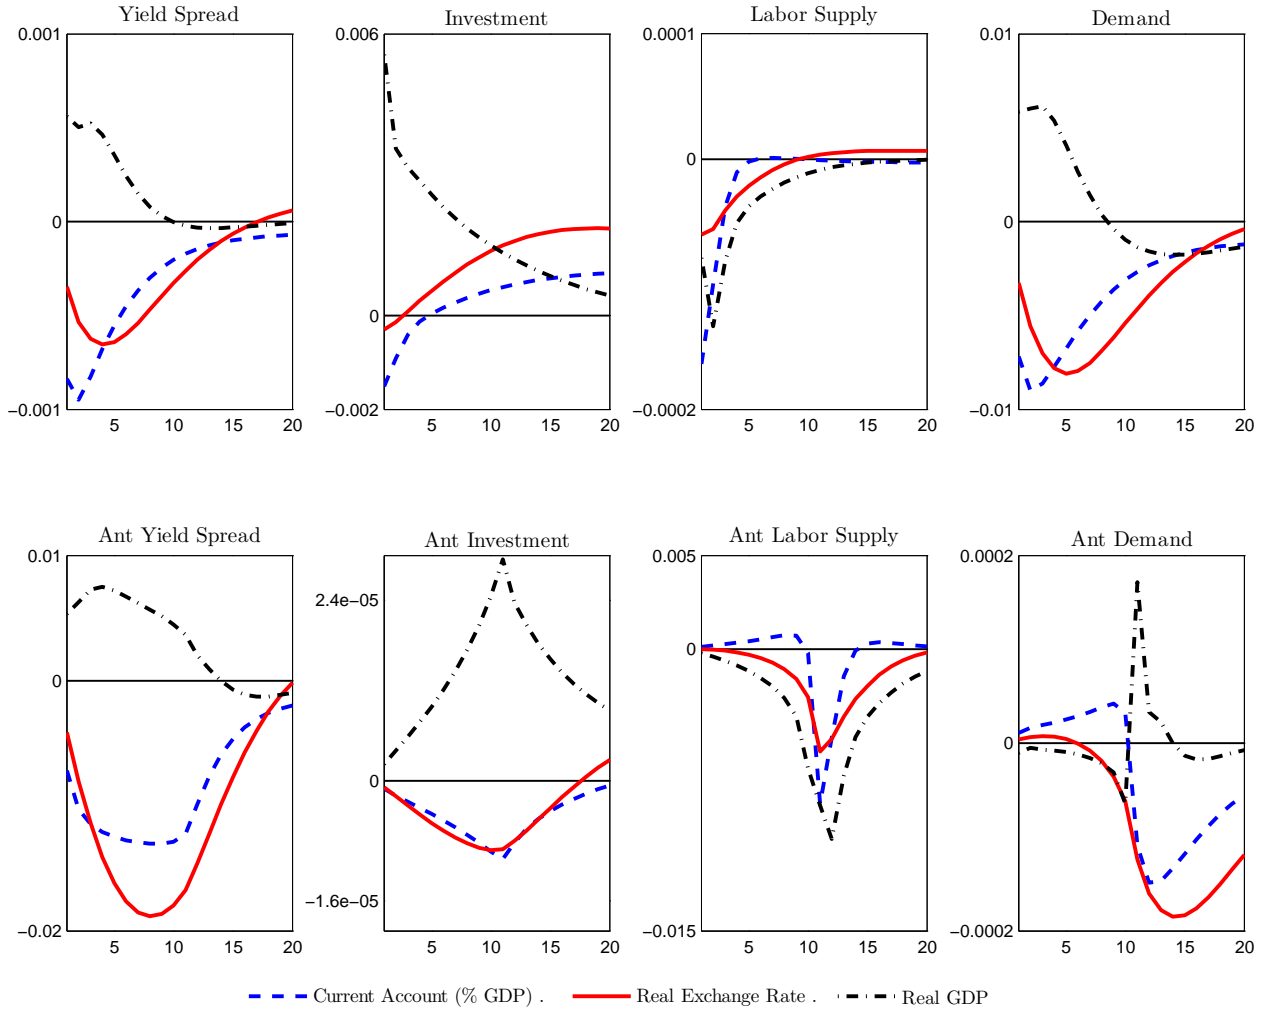 Yield Spread Investment Labor Supply Demand
0.001 0.006 0.0001 0.01
0 0 0 0
−0.001 −0.002 −0.0002 −0.01
5 10 15 20 5 10 15 20 5 10 15 20 5 10 15 20
Ant Yield Spread Ant Investment Ant Labor Supply Ant Demand
0.01 2.4e−05 0.005 0.0002
0 0 0 0
−0.02 −1.6e−05 −0.015 −0.0002
5 10 15 20 5 10 15 20 5 10 15 20 5 10 15 20
Current Account (% GDP) . Real Exchange Rate . Real GDP